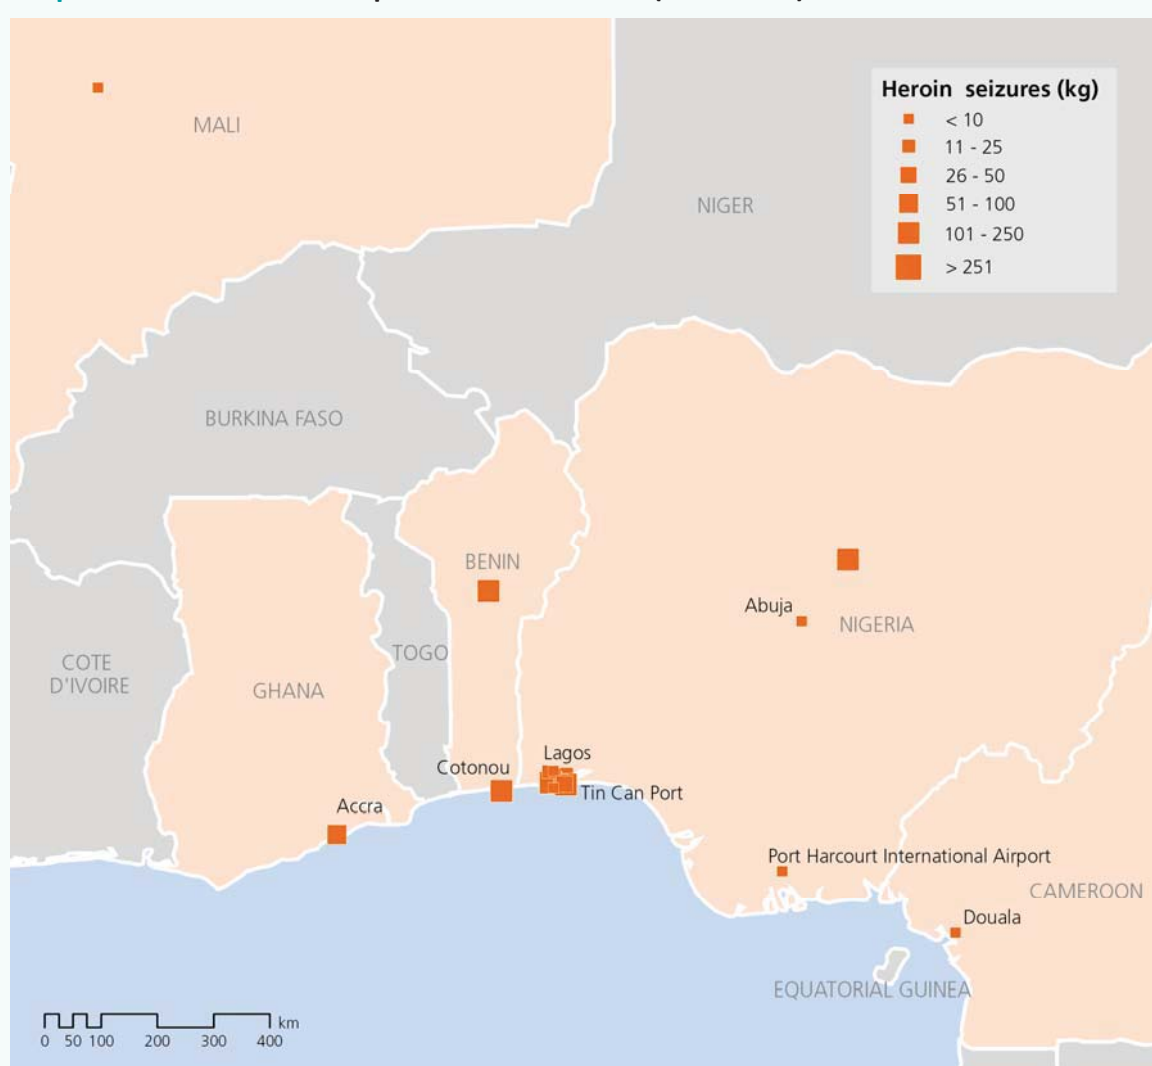 Heroin seizures (kg)
< 10
11 - 25
26 - 50
51 - 100
101 - 250
> 251
MALI
NIGER
BURKINA FASO
BENIN
Abuja
NIGERIA
TOGO
COTE
D'IVOIRE
GHANA
Lagos
Cotonou
Tin Can Port
Accra
Port Harcourt International Airport
CAMEROON
Douala
EQUATORIAL GUINEA
km
0 50 100 200 300 400